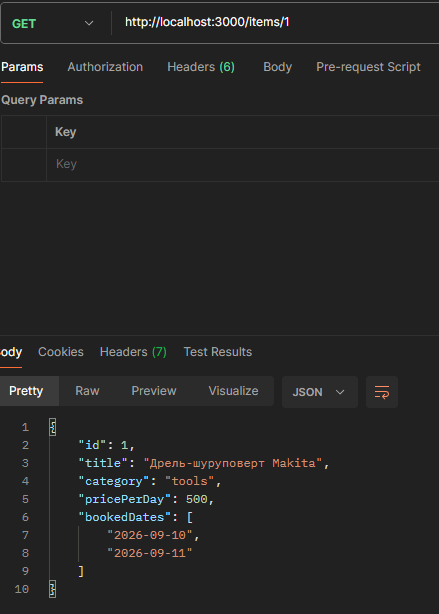 GET http://localhost:3000/items/1
Params Authorization Headers (6) Body Pre-request Script
Query Params
Key
Key
Body Cookies Headers (7) Test Results
Pretty Raw Preview Visualize JSON
1 {
2 "id": 1,
3 "title": "Дрель-шуруповерт Makita",
4 "category": "tools",
5 "pricePerDay": 500,
6 "bookedDates": [
7 "2026-09-10",
8 "2026-09-11"
9 ]
10 }